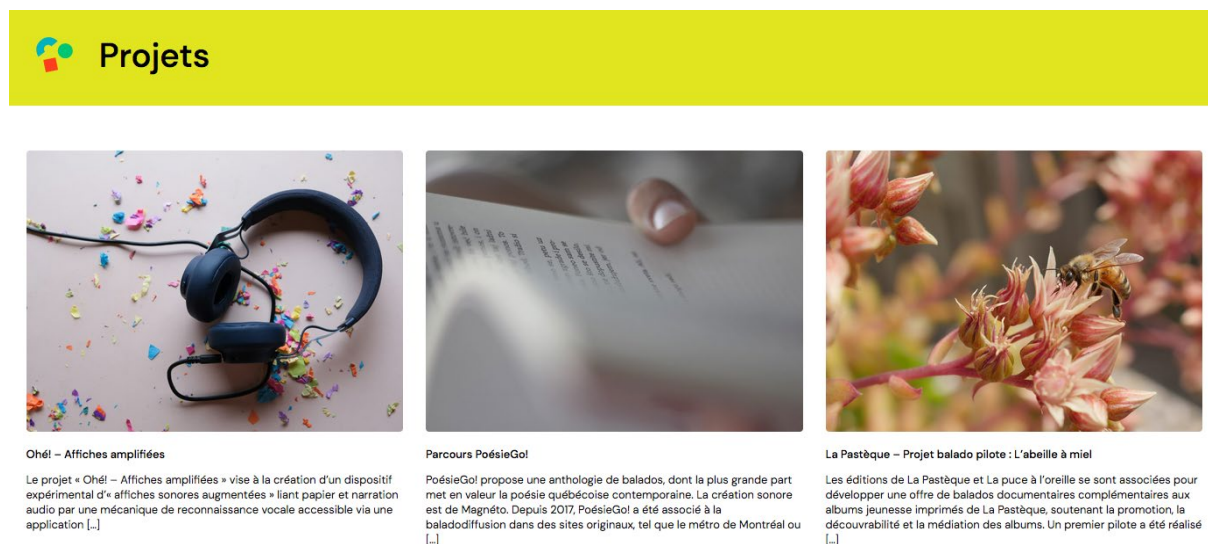 Projets
Ohé! – Affiches amplifiées
Le projet « Ohé! – Affiches amplifiées » vise à la création d'un dispositif
expérimental d'« affiches sonores augmentées » liant papier et narration
audio par une mécanique de reconnaissance vocale accessible via une
application [...]
Parcours PoésieGo!
PoésieGo! propose une anthologie de balados, dont la plus grande part
met en valeur la poésie québécoise contemporaine. La création sonore
est de Magnéto. Depuis 2017, PoésieGo! a été associé à la
baladodiffusion dans des sites originaux, tel que le métro de Montréal ou
[...]
La Pastèque – Projet balado pilote : L'abeille à miel
Les éditions de La Pastèque et La puce à l'oreille se sont associées pour
développer une offre de balados documentaires complémentaires aux
albums jeunesse imprimés de La Pastèque, soutenant la promotion, la
découvrabilité et la médiation des albums. Un premier pilote a été réalisé
[...]